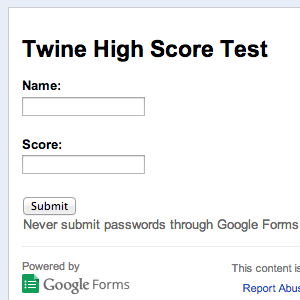 Twine High Score Test
Name:
Score:
Submit
Never submit passwords through Google Forms
Powered by
Google Forms
This content is
Report Abus